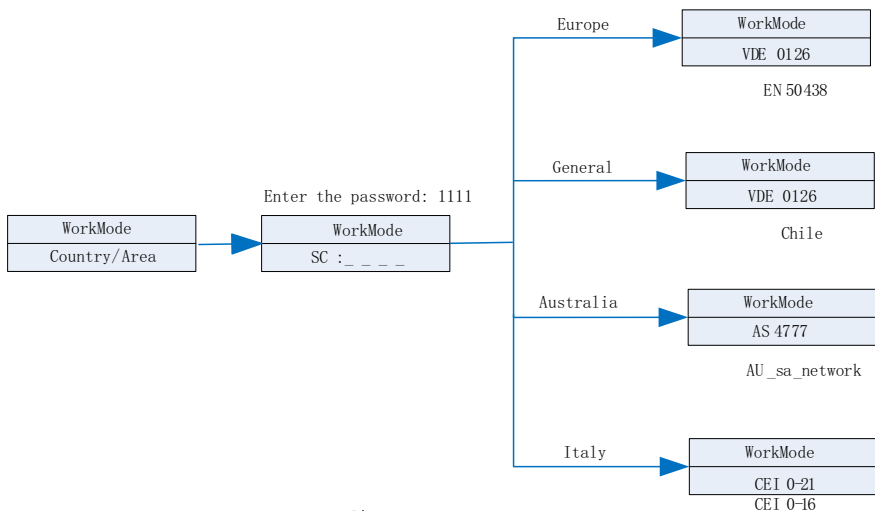 WorkMode
Country/Area
Enter the password: 1111
WorkMode
SC :_ _ _ _
Europe
WorkMode
VDE 0126
EN 50438
General
WorkMode
VDE 0126
Chile
Australia
WorkMode
AS 4777
AU_sa_network
Italy
WorkMode
CEI 0-21
CEI 0-16